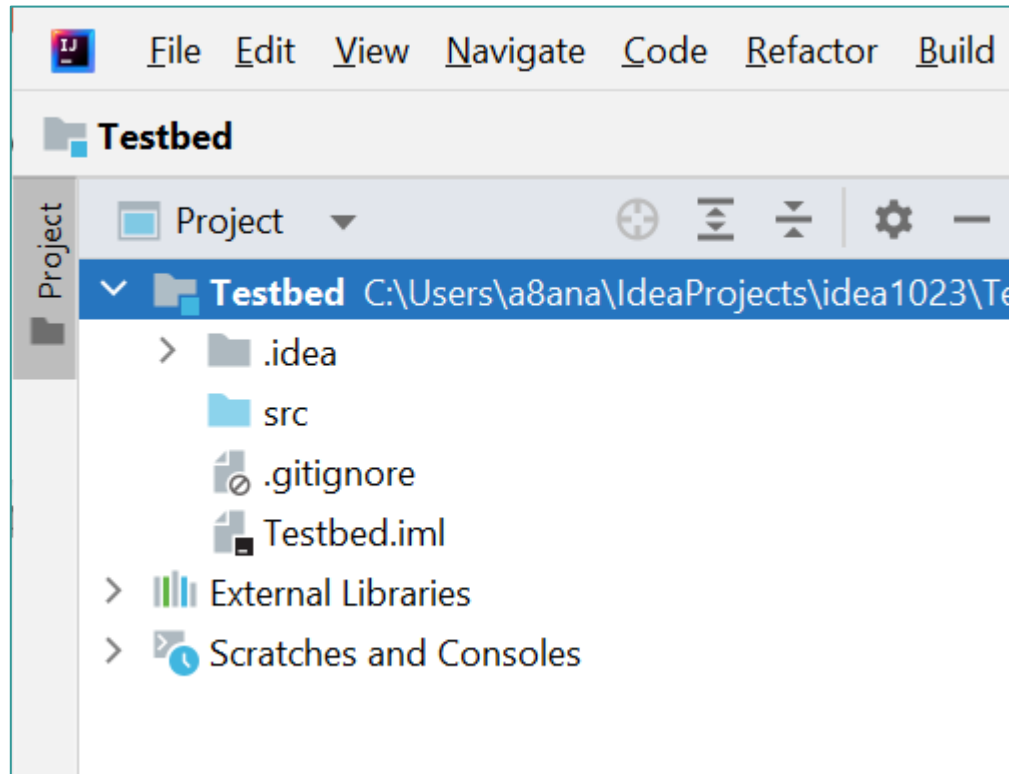 IJ
File Edit View Navigate Code Refactor Build
Testbed
Project
Project
Testbed C:\Users\a8ana\IdeaProjects\idea1023\Te
.idea
src
.gitignore
Testbed.iml
External Libraries
Scratches and Consoles